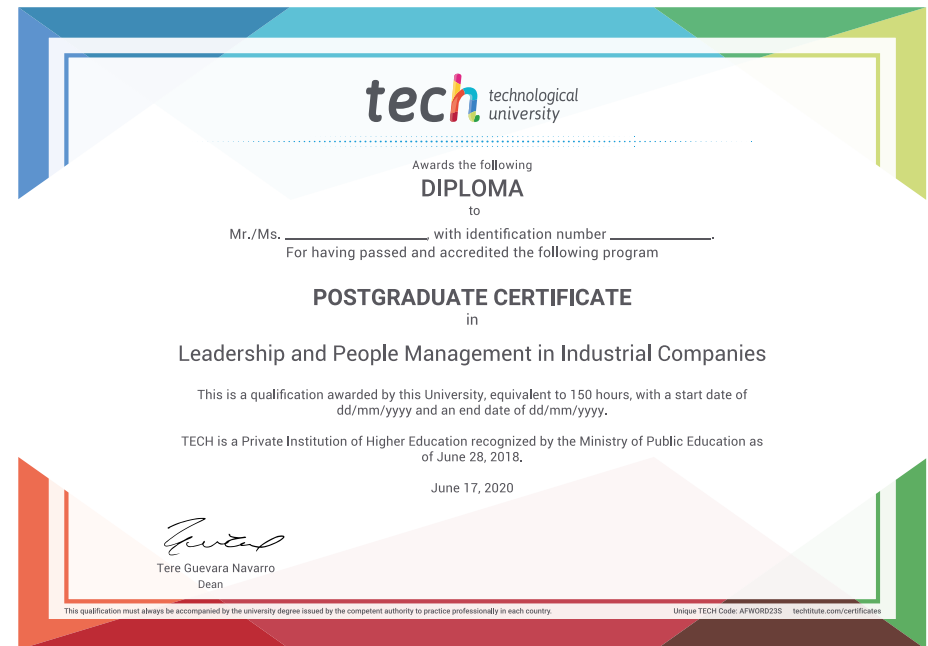 tech technological
university
Awards the following
DIPLOMA
to
Mr./Ms. ____________________, with identification number ______________.
For having passed and accredited the following program
POSTGRADUATE CERTIFICATE
in
Leadership and People Management in Industrial Companies
This is a qualification awarded by this University, equivalent to 150 hours, with a start date of
dd/mm/yyyy and an end date of dd/mm/yyyy.
TECH is a Private Institution of Higher Education recognized by the Ministry of Public Education as
of June 28, 2018.
June 17, 2020
Tere Guevara Navarro
Dean
This qualification must always be accompanied by the university degree issued by the competent authority to practice professionally in each country.
Unique TECH Code: AFWORD23S techtitute.com/certificates